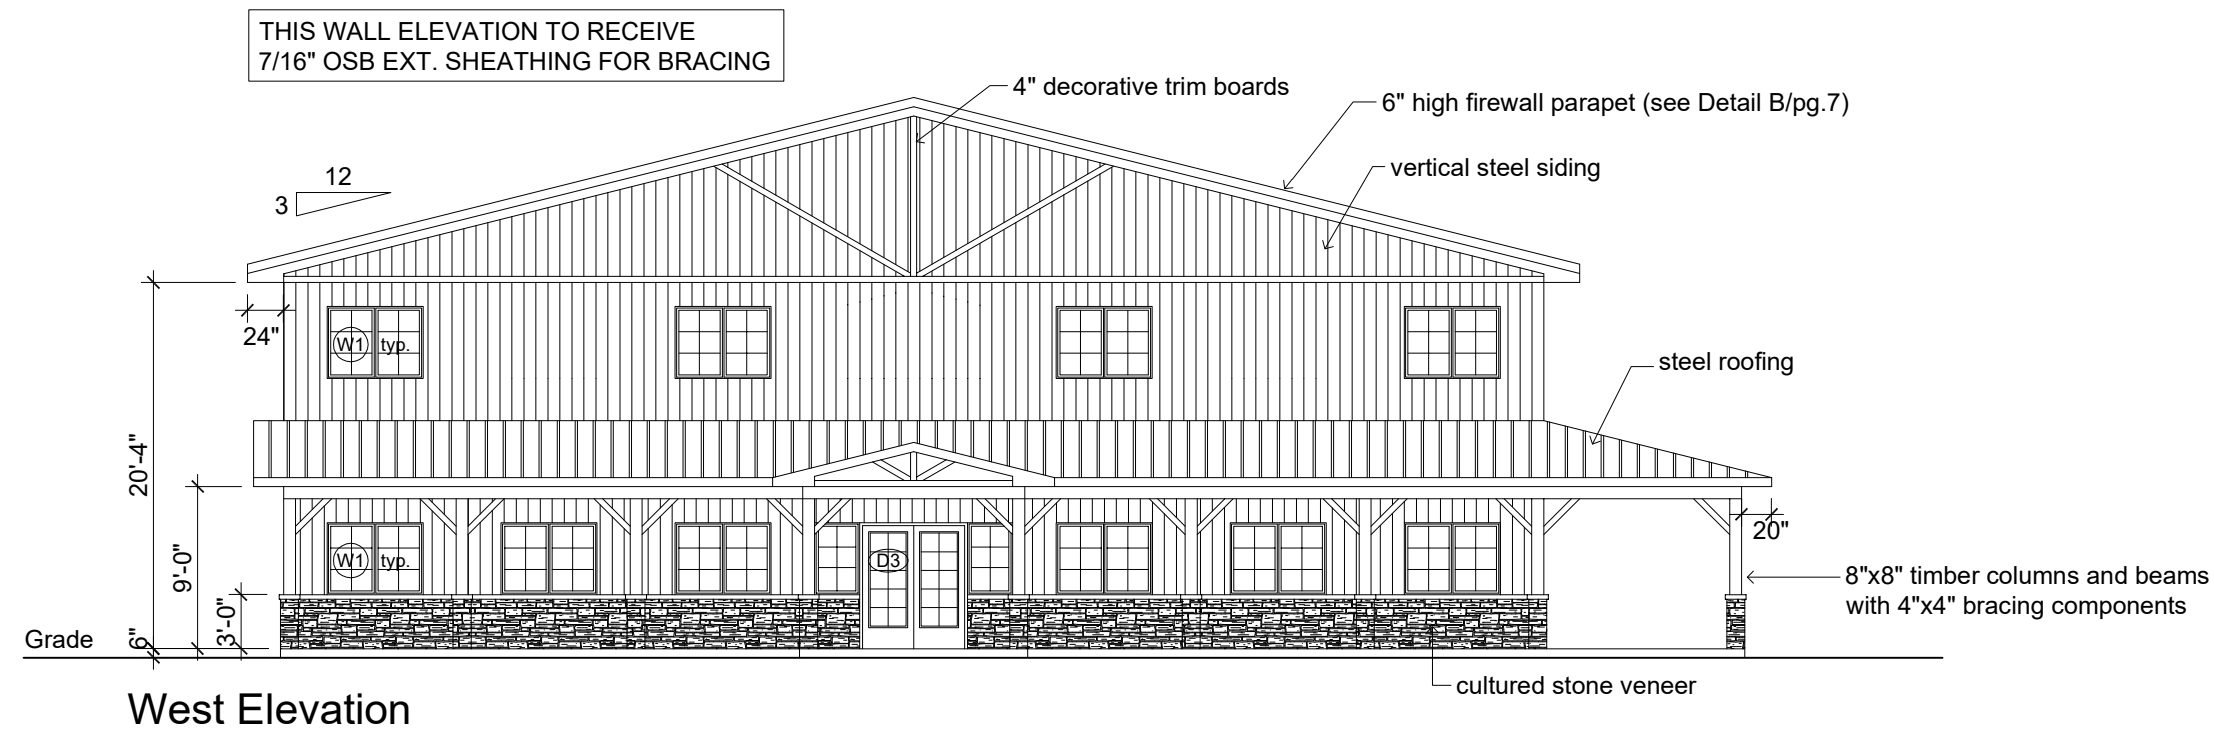 THIS WALL ELEVATION TO RECEIVE
7/16" OSB EXT. SHEATHING FOR BRACING
4" decorative trim boards
6" high firewall parapet (see Detail B/pg.7)
vertical steel siding
12
3
24"
W1 typ.
steel roofing
20'-4"
9'-0"
3'-0"
6"
W1 typ.
D3
20"
8"x8" timber columns and beams
with 4"x4" bracing components
Grade
cultured stone veneer
West Elevation